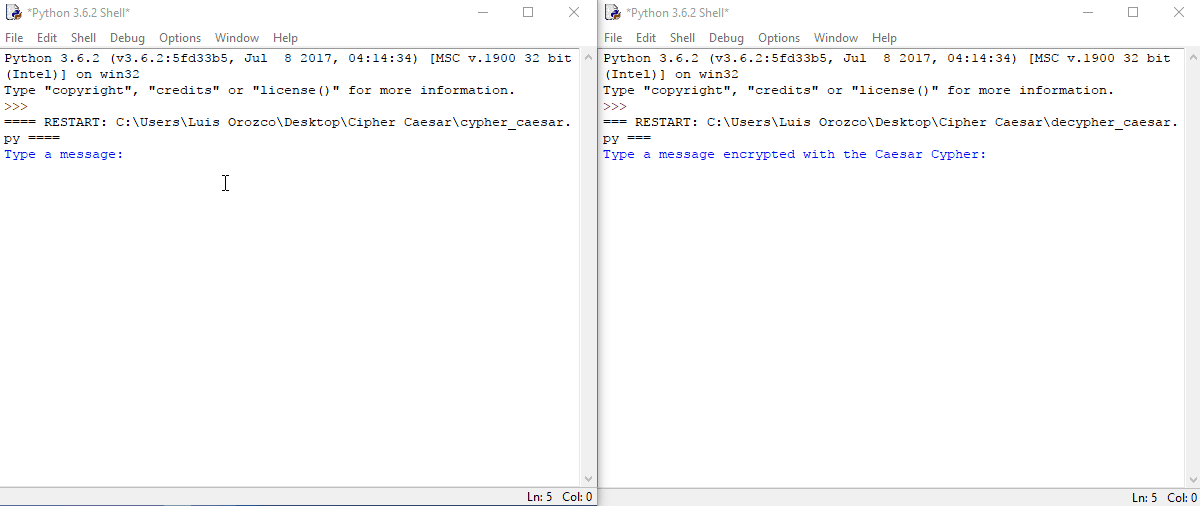 *Python 3.6.2 Shell*
File Edit Shell Debug Options Window Help
Python 3.6.2 (v3.6.2:5fd33b5, Jul  8 2017, 04:14:34) [MSC v.1900 32 bit
(Intel)] on win32
Type "copyright", "credits" or "license()" for more information.
>>>
==== RESTART: C:\Users\Luis Orozco\Desktop\Cipher Caesar\cypher_caesar.
py ====
Type a message:
Ln: 5 Col: 0
*Python 3.6.2 Shell*
File Edit Shell Debug Options Window Help
Python 3.6.2 (v3.6.2:5fd33b5, Jul  8 2017, 04:14:34) [MSC v.1900 32 bit
(Intel)] on win32
Type "copyright", "credits" or "license()" for more information.
>>>
=== RESTART: C:\Users\Luis Orozco\Desktop\Cipher Caesar\decypher_caesar.
py ===
Type a message encrypted with the Caesar Cypher:
Ln: 5 Col: 0